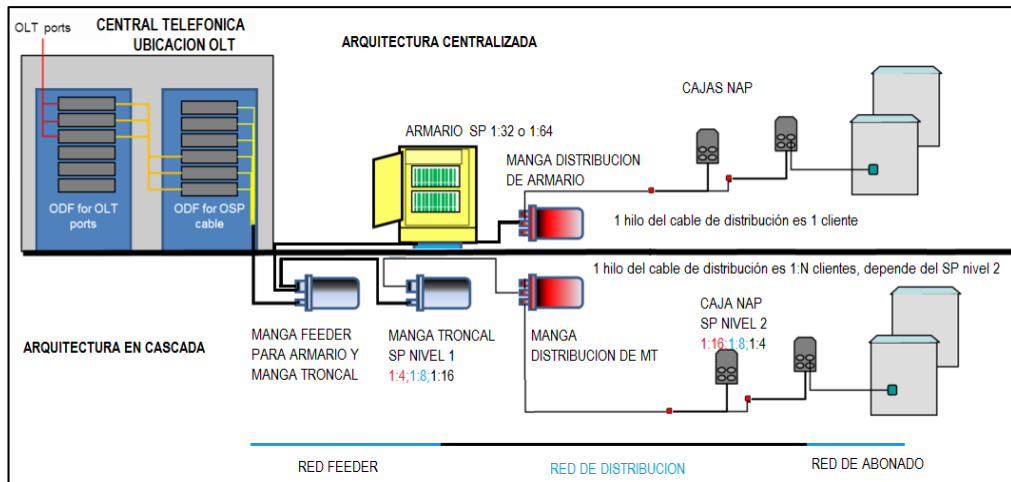 OLT ports
CENTRAL TELEFONICA
UBICACION OLT
ODF for OLT
ports
ODF for OSP
cable
ARQUITECTURA CENTRALIZADA
ARMARIO SP 1:32 o 1:64
MANGA DISTRIBUCION
DE ARMARIO
CAJAS NAP
1 hilo del cable de distribución es 1 cliente
1 hilo del cable de distribución es 1:N clientes, depende del SP nivel 2
ARQUITECTURA EN CASCADA
MANGA FEEDER
PARA ARMARIO Y
MANGA TRONCAL
MANGA TRONCAL
SP NIVEL 1
1:4;1:8;1:16
MANGA
DISTRIBUCION DE MT
CAJA NAP
SP NIVEL 2
1:16;1:8;1:4
RED FEEDER
RED DE DISTRIBUCION
RED DE ABONADO